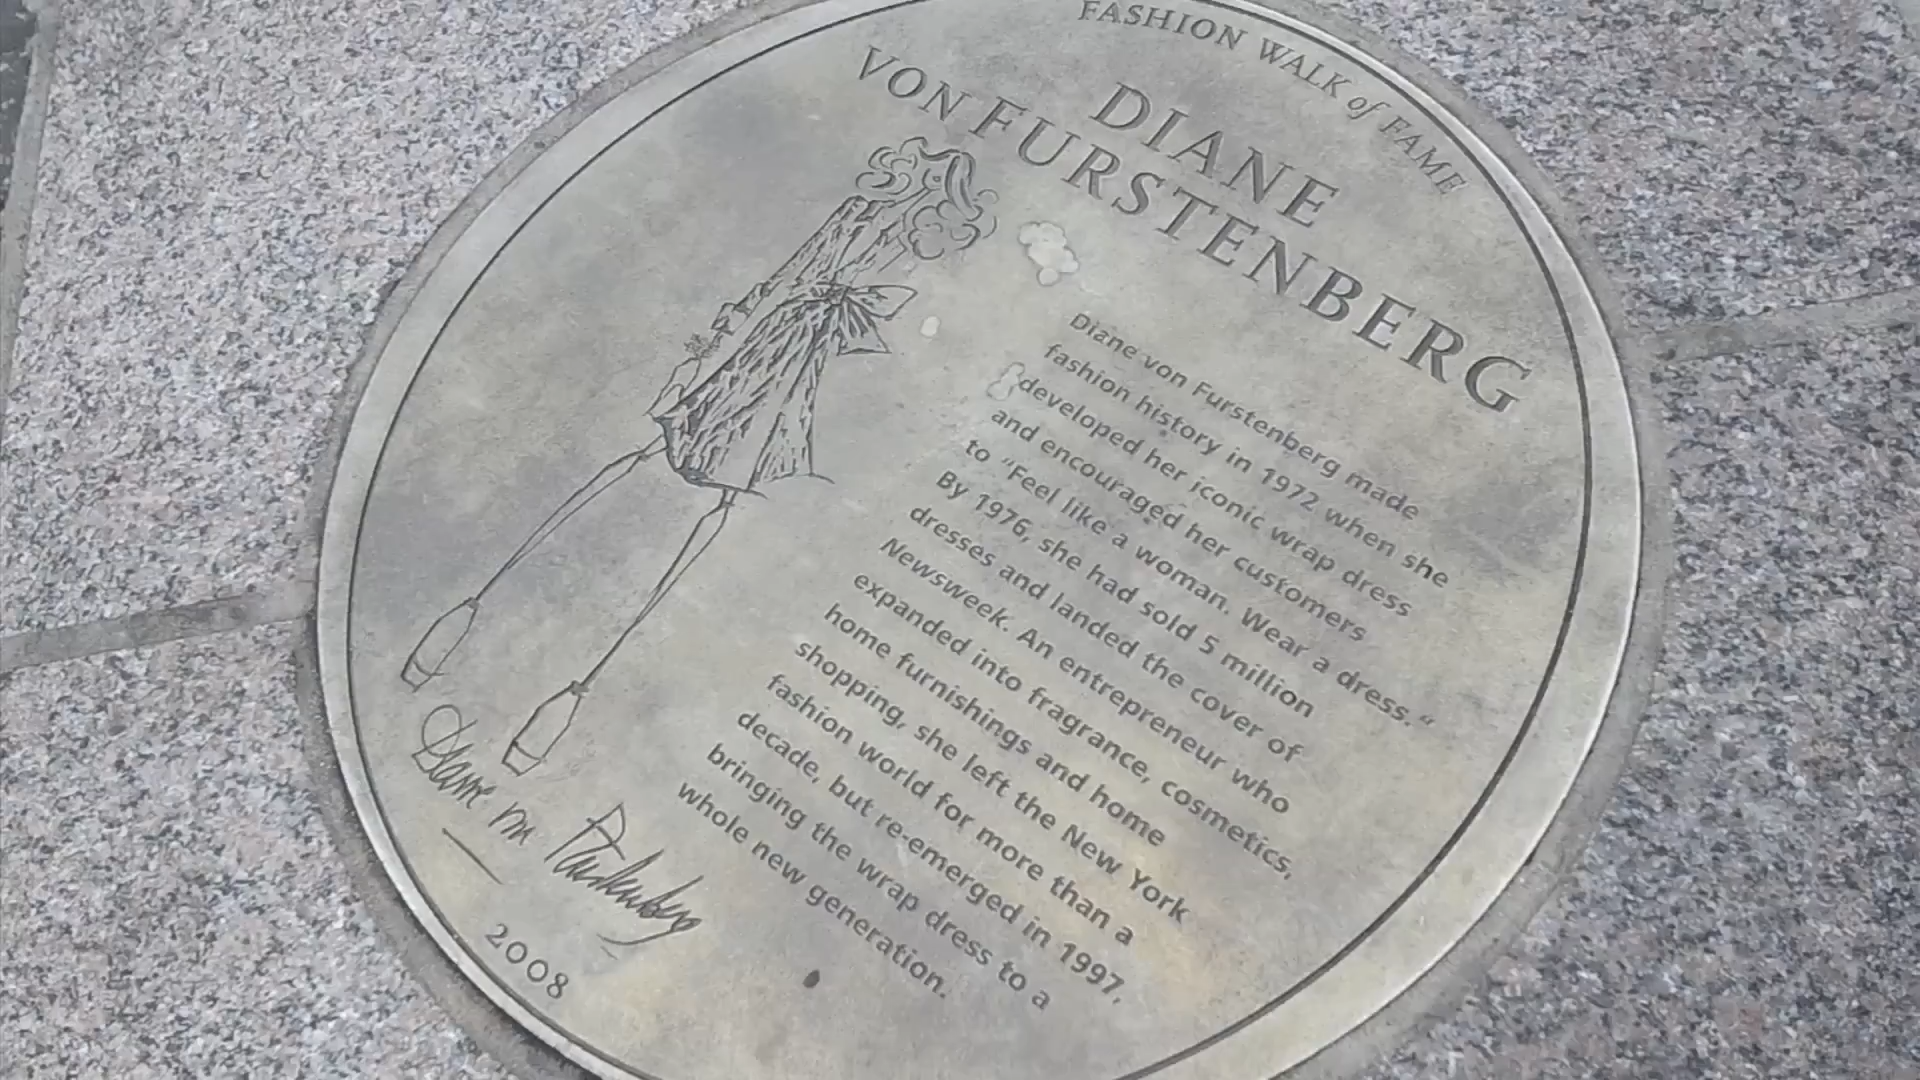 FASHION WALK of FAME
DIANE
VON FURSTENBERG
Diane von Furstenberg made
fashion history in 1972 when she
developed her iconic wrap dress
and encouraged her customers
to “Feel like a woman. Wear a dress.“
By 1976, she had sold 5 million
dresses and landed the cover of
Newsweek. An entrepreneur who
expanded into fragrance, cosmetics,
home furnishings and home
shopping, she left the New York
fashion world for more than a
decade, but re-emerged in 1997,
bringing the wrap dress to a
whole new generation.
Diane von Furstenberg
2008